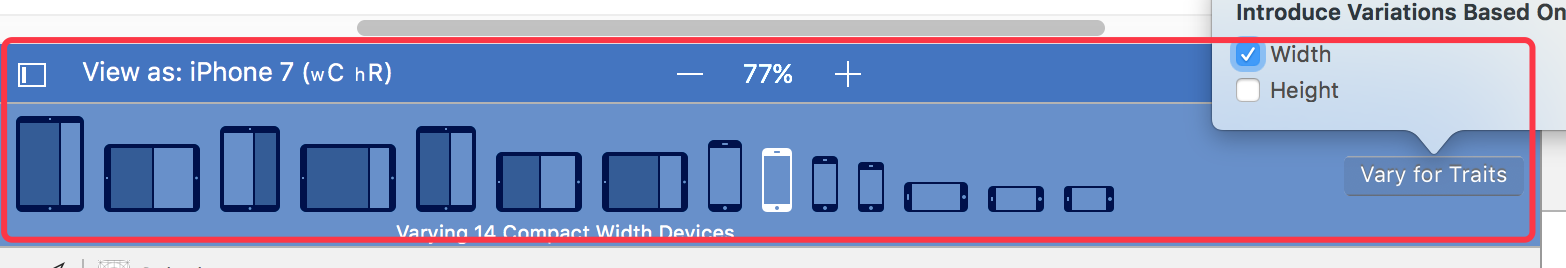 Introduce Variations Based On
Width
Height
View as: iPhone 7 (wC hR)
77%
Vary for Traits
Varying 14 Compact Width Devices